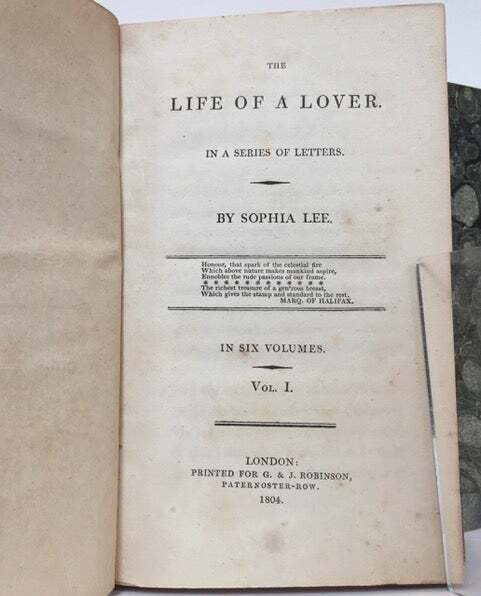 THE
LIFE OF A LOVER.
IN A SERIES OF LETTERS.
BY SOPHIA LEE.
Honour, that spark of the celestial fire
Which above nature makes mankind aspire,
Ennobles the rude passions of our frame.
* * * * * * * * * * * *
The richest treasure of a gen'rous breast,
Which gives the stamp and standard to the rest.
MARQ. OF HALIFAX.
IN SIX VOLUMES.
VOL. I.
LONDON:
PRINTED FOR G. & J. ROBINSON,
PATERNOSTER-ROW.
1804.